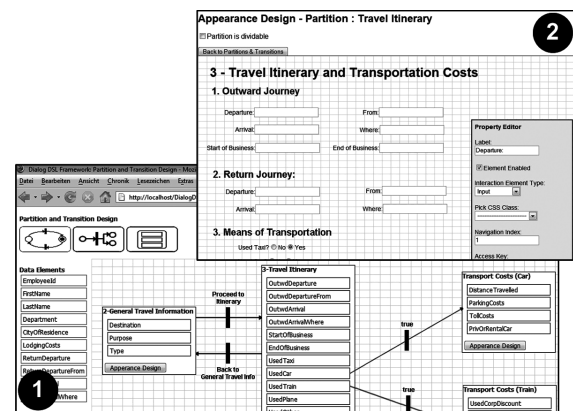 Appearance Design - Partition : Travel Itinerary
Partition is dividable
Back to Partitions & Transitions
2
3 - Travel Itinerary and Transportation Costs
1. Outward Journey
Departure: From:
Arrival: Where:
Start of Business: End of Business:
2. Return Journey:
Departure: From:
Arrival: Where:
3. Means of Transportation
Used Taxi? No Yes
Property Editor
Label:
Departure:
Element Enabled
Interaction Element Type:
Input
Pick CSS Class:
Navigation Index:
1
Access Key:
Dialog DSL Framework: Partition and Transition Design - Mozi
Datei Bearbeiten Ansicht Chronik Lesezeichen Extras
http://localhost/DialogD
Partition and Transition Design
Data Elements
EmployeeId
FirstName
LastName
Department
CityOfResidence
LodgingCosts
ReturnDeparture
ReturnDepartureFrom
1
2-General Travel Information
Destination
Purpose
Type
Apperance Design
Proceed to
Itinerary
Back to
General Travel Info
3-Travel Itinerary
OutwdDeparture
OutwdDepartureFrom
OutwdArrival
OutwdArrivalWhere
StartOfBusiness
EndOfBusiness
UsedTaxi
UsedCar
UsedTrain
UsedPlane
true
true
Transport Costs (Car)
DistanceTravelled
ParkingCosts
TollCosts
PrivOrRentalCar
Apperance Design
Transport Costs (Train)
UsedCorpDiscount